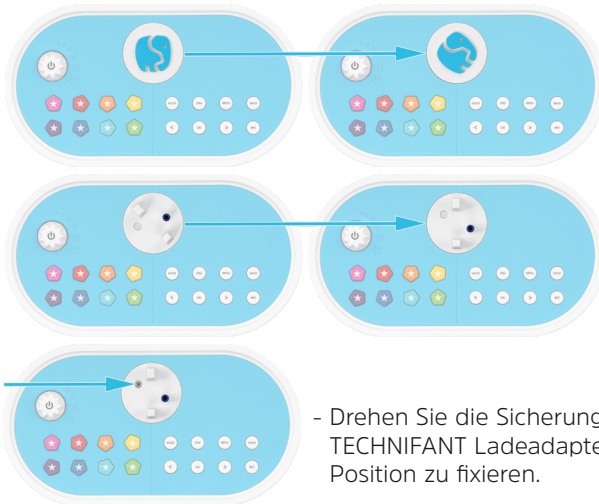 - Drehen Sie die Sicherung
TECHNIFANT Ladeadapte
Position zu fixieren.